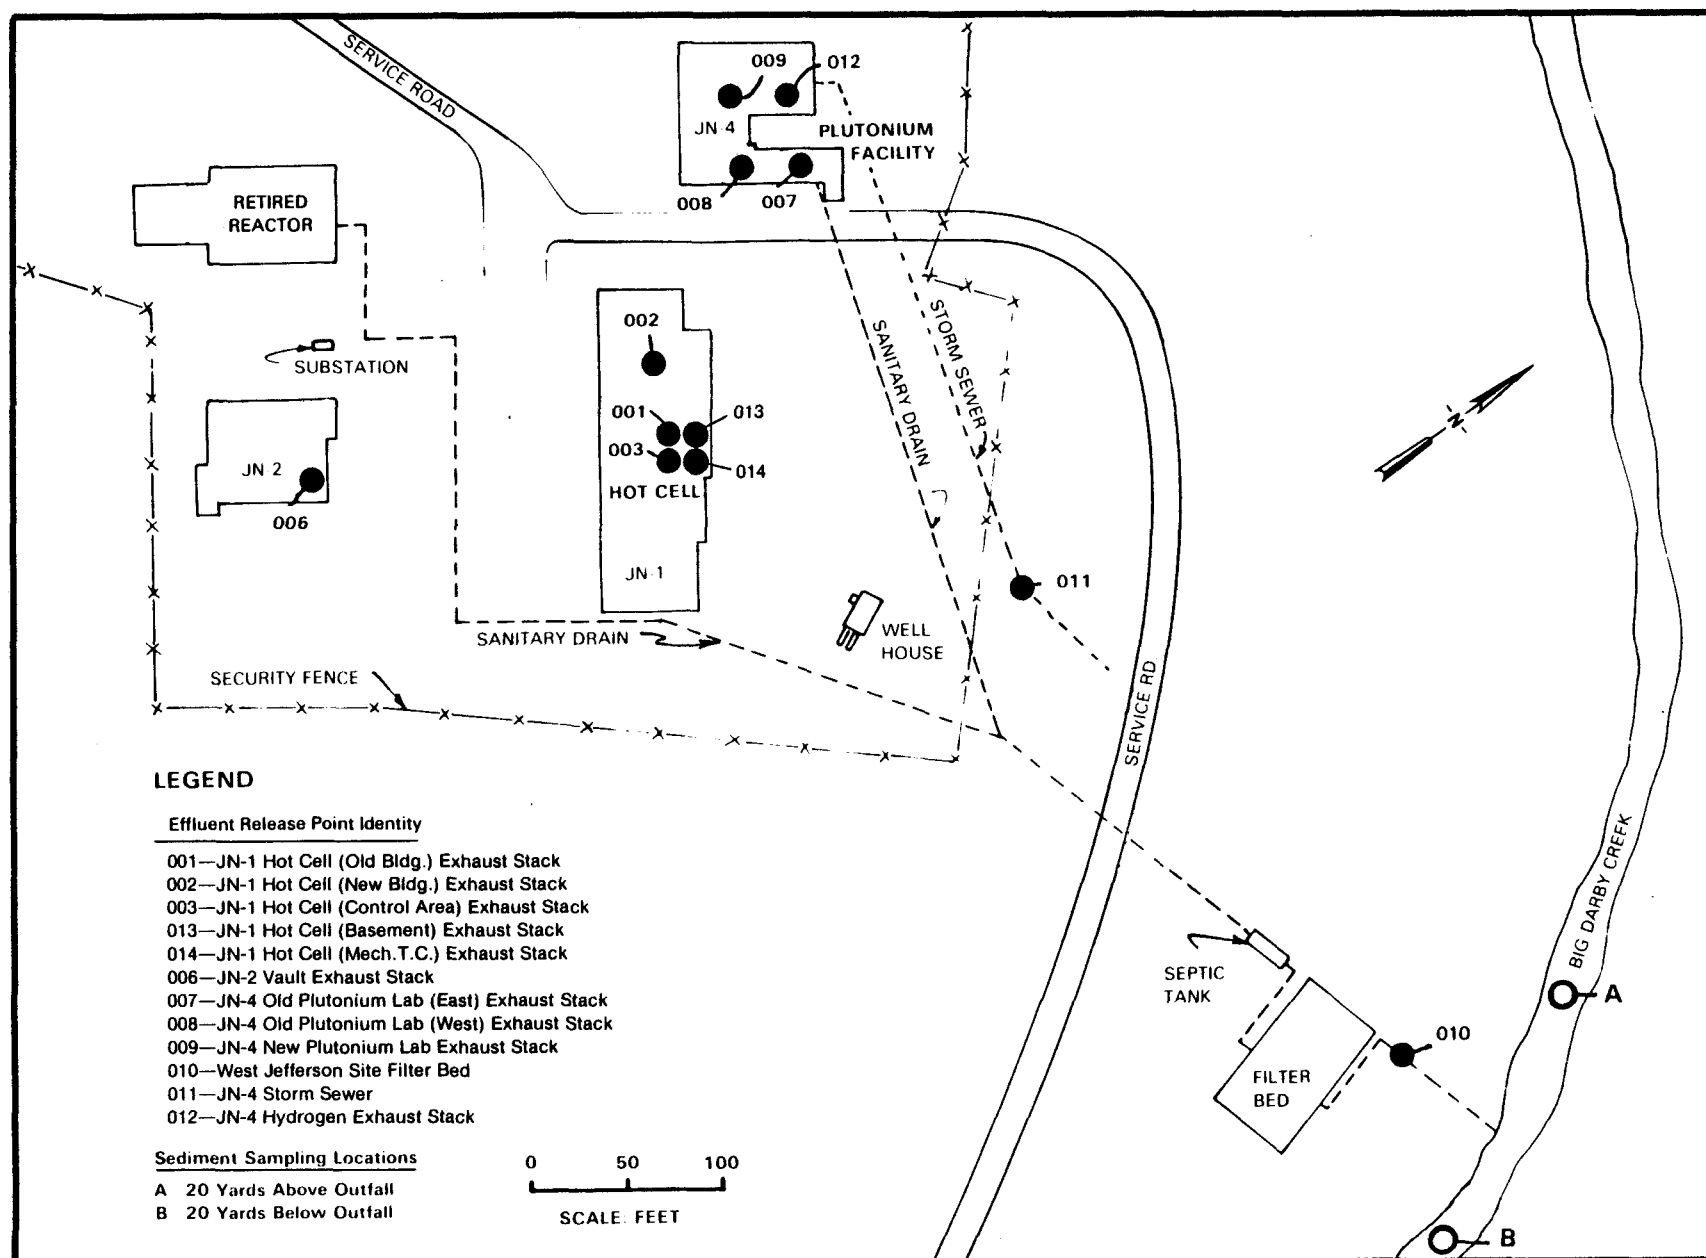 SERVICE ROAD
009
012
JN-4
PLUTONIUM
FACILITY
008
007
RETIRED
REACTOR
SUBSTATION
002
001
013
003
014
HOT CELL
JN-1
JN 2
006
SANITARY DRAIN
STORM SEWER
N
011
WELL
HOUSE
SANITARY DRAIN
SECURITY FENCE
SERVICE RD
BIG DARBY CREEK
SEPTIC
TANK
A
010
FILTER
BED
B
LEGEND
Effluent Release Point Identity
001—JN-1 Hot Cell (Old Bldg.) Exhaust Stack
002—JN-1 Hot Cell (New Bldg.) Exhaust Stack
003—JN-1 Hot Cell (Control Area) Exhaust Stack
013—JN-1 Hot Cell (Basement) Exhaust Stack
014—JN-1 Hot Cell (Mech.T.C.) Exhaust Stack
006—JN-2 Vault Exhaust Stack
007—JN-4 Old Plutonium Lab (East) Exhaust Stack
008—JN-4 Old Plutonium Lab (West) Exhaust Stack
009—JN-4 New Plutonium Lab Exhaust Stack
010—West Jefferson Site Filter Bed
011—JN-4 Storm Sewer
012—JN-4 Hydrogen Exhaust Stack
Sediment Sampling Locations
A 20 Yards Above Outfall
B 20 Yards Below Outfall
0 50 100
SCALE: FEET